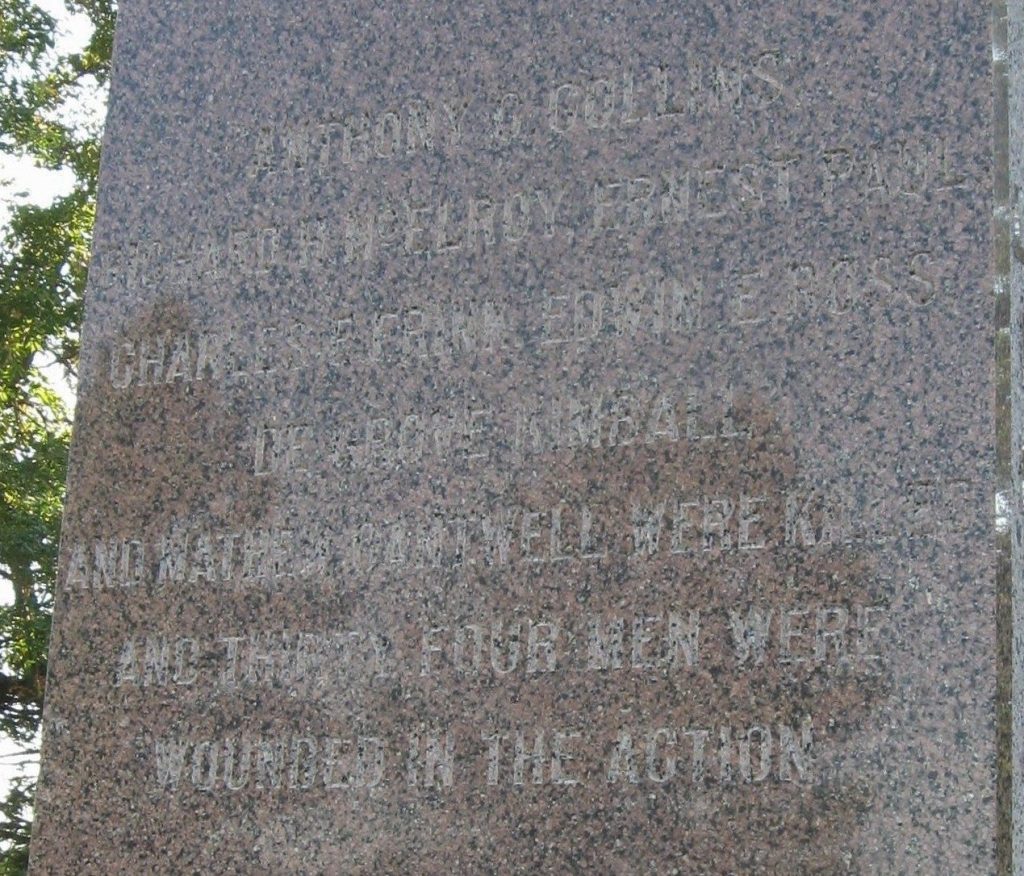 ANTHONY C. COLLINS
HOWARD H. McELROY, ERNEST PAUL
CHARLES F. FRINK, EDWIN E. ROSS
DE GROVE KIMBALL
AND MATHEW CANTWELL WERE KILLED
AND THIRTY FOUR MEN WERE
WOUNDED IN THE ACTION